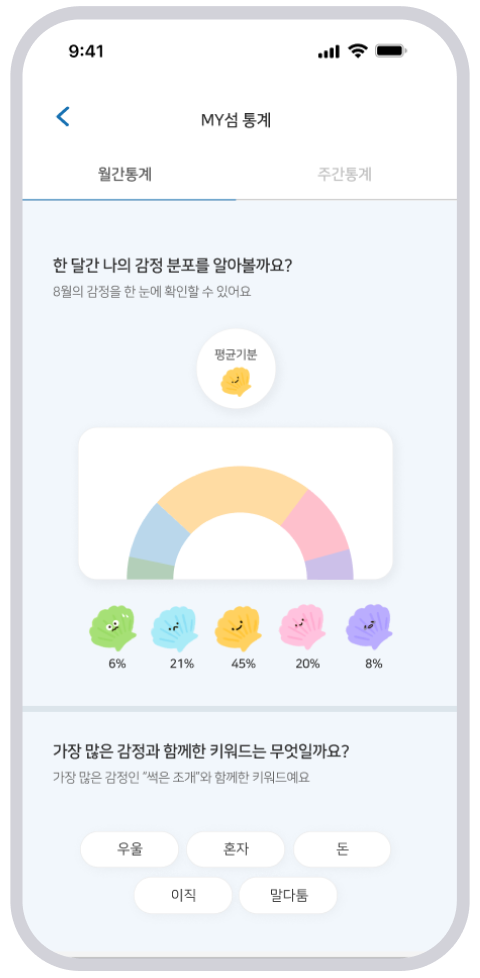 9:41
MY섬 통계
월간통계 주간통계
한 달간 나의 감정 분포를 알아볼까요?
8월의 감정을 한 눈에 확인할 수 있어요
평균기분
6% 21% 45% 20% 8%
가장 많은 감정과 함께한 키워드는 무엇일까요?
가장 많은 감정인 “썩은 조개”와 함께한 키워드예요
우울 혼자 돈
이직 말다툼